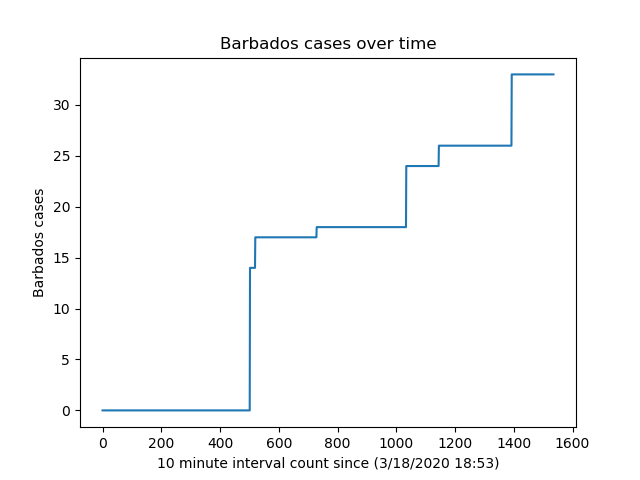 Barbados cases over time
Barbados cases
30
25
20
15
10
5
0
0 200 400 600 800 1000 1200 1400 1600
10 minute interval count since (3/18/2020 18:53)